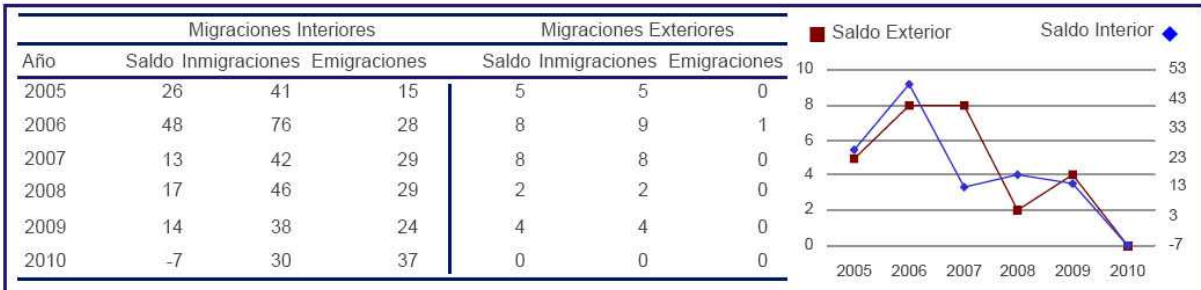 Migraciones Interiores Migraciones Exteriores
Año Saldo Inmigraciones Emigraciones Saldo Inmigraciones Emigraciones
2005 26 41 15 5 5 0
2006 48 76 28 8 9 1
2007 13 42 29 8 8 0
2008 17 46 29 2 2 0
2009 14 38 24 4 4 0
2010 -7 30 37 0 0 0
Saldo Exterior Saldo Interior
10 53
8 43
6 33
4 23
2 13
0 3
-7
2005 2006 2007 2008 2009 2010